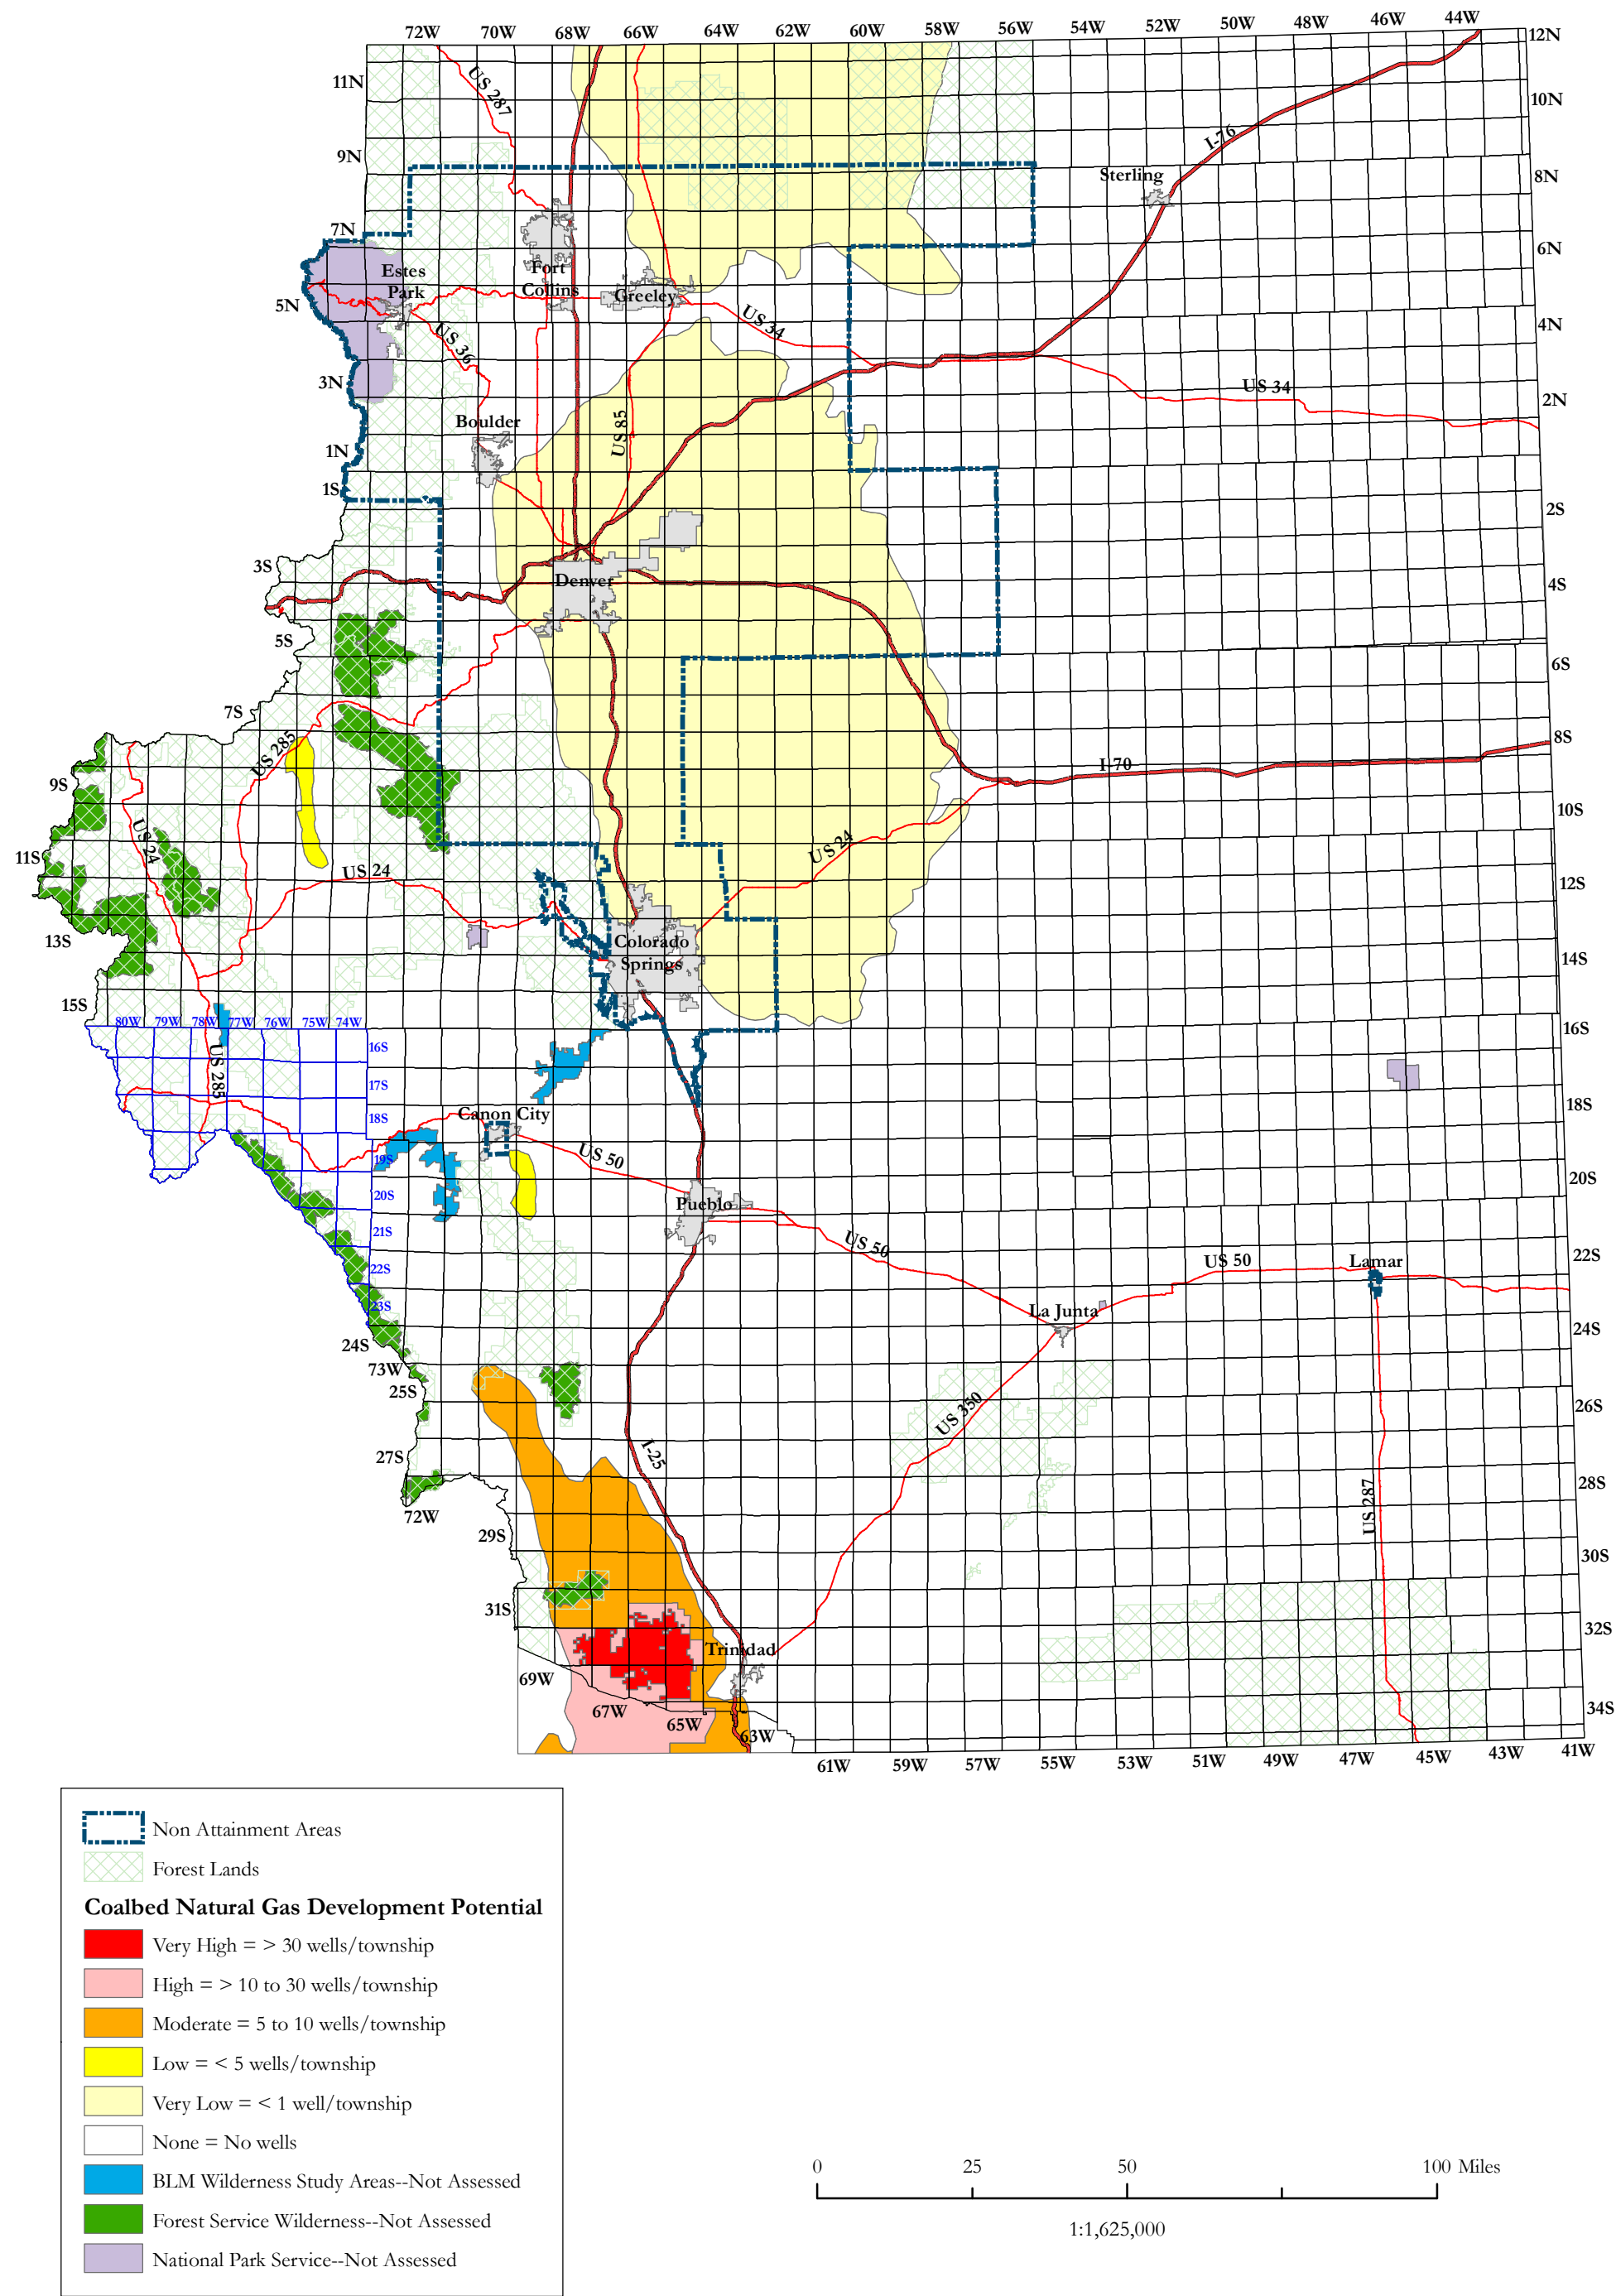 72W 70W 68W 66W 64W 62W 60W 58W 56W 54W 52W 50W 48W 46W 44W
12N
11N
10N
9N
8N
7N
6N
5N
4N
3N
2N
1N
1S
2S
3S
4S
5S
6S
7S
8S
9S
10S
11S
12S
13S
14S
15S
16S
18S
20S
22S
24S
26S
28S
30S
32S
34S
US 287
I-76
Sterling
Estes
Park
Fort
Collins
Greeley
US 34
US 36
US 34
Boulder
US 85
Denver
US 285
I-70
US 24
US 24
US 24
Colorado
Springs
80W 79W 78W 77W 76W 75W 74W
16S
17S
18S
19S
20S
21S
22S
23S
US 285
Canon City
US 50
Pueblo
US 50
US 50
Lamar
La Junta
24S
73W
25S
US 350
27S
I-25
72W
US 287
29S
31S
Trinidad
69W
67W
65W
63W
61W 59W 57W 55W 53W 51W 49W 47W 45W 43W 41W
Non Attainment Areas
Forest Lands
Coalbed Natural Gas Development Potential
Very High = > 30 wells/township
High = > 10 to 30 wells/township
Moderate = 5 to 10 wells/township
Low = < 5 wells/township
Very Low = < 1 well/township
None = No wells
BLM Wilderness Study Areas--Not Assessed
Forest Service Wilderness--Not Assessed
National Park Service--Not Assessed
0 25 50 100 Miles
1:1,625,000